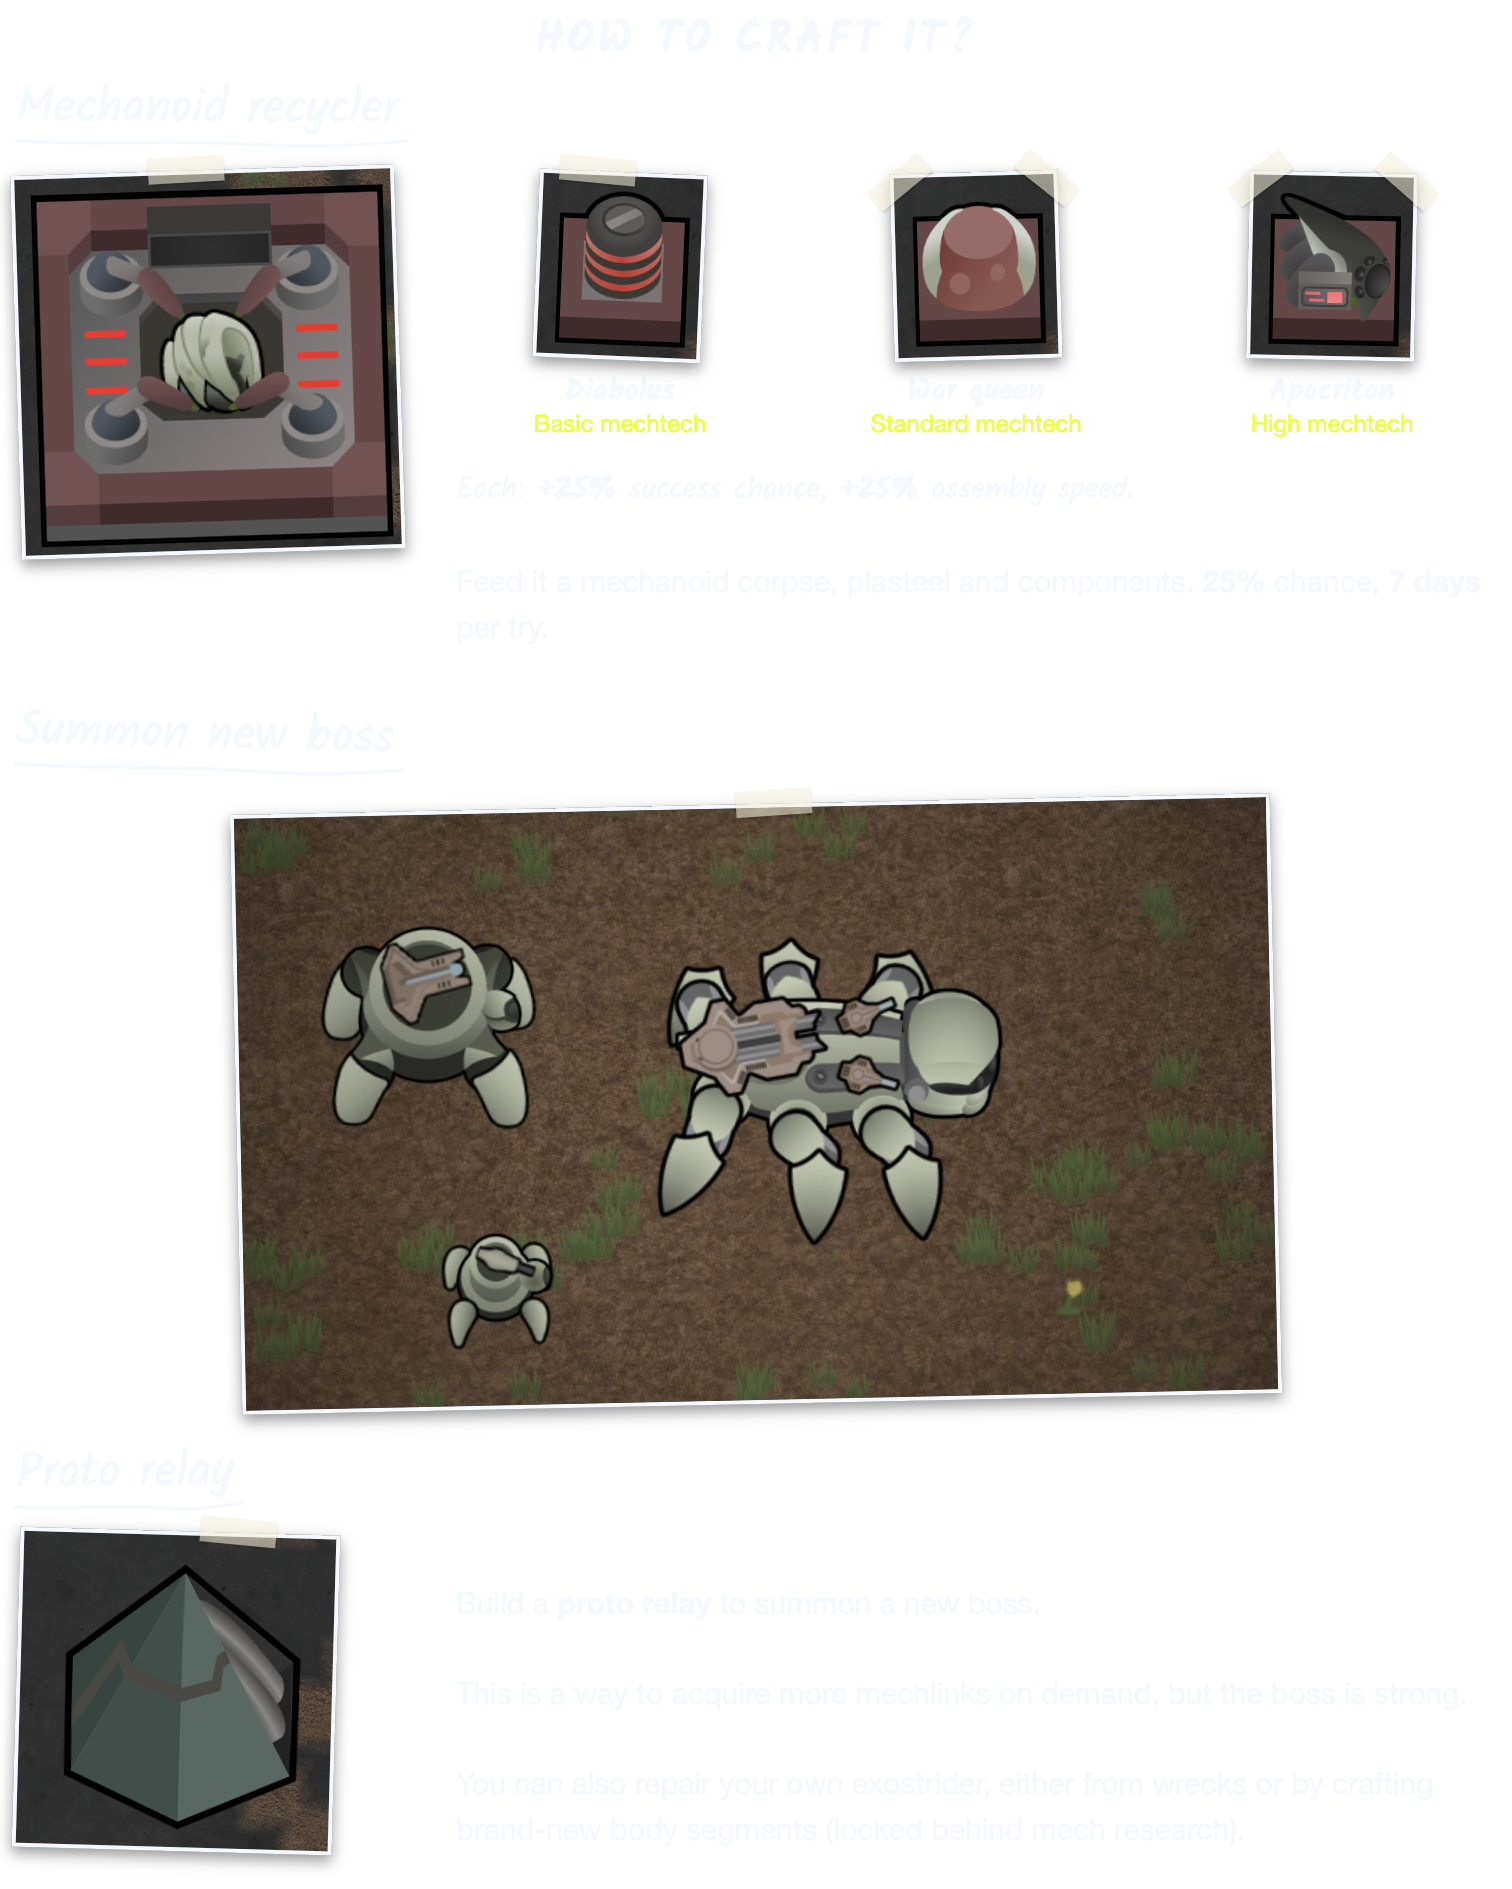 HOW TO CRAFT IT?
Mechanoid recycler
Diabolus
War queen
Apocriton
Basic mechtech
Standard mechtech
High mechtech
Each: +25% success chance, +25% assembly speed.
Feed it a mechanoid corpse, plasteel and components. 25% chance, 7 days
per try.
Summon new boss
Proto relay
Build a proto relay to summon a new boss.
This is a way to acquire more mechlinks on demand, but the boss is strong.
You can also repair your own exostrider, either from wrecks or by crafting
brand-new body segments (locked behind mech research).